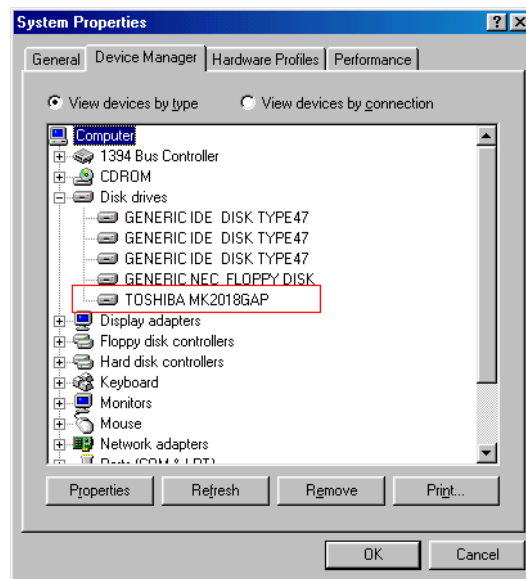 System Properties
General Device Manager Hardware Profiles Performance
View devices by type View devices by connection
Computer
1394 Bus Controller
CDROM
Disk drives
GENERIC IDE DISK TYPE47
GENERIC IDE DISK TYPE47
GENERIC IDE DISK TYPE47
GENERIC NEC FLOPPY DISK
TOSHIBA MK2018GAP
Display adapters
Floppy disk controllers
Hard disk controllers
Keyboard
Monitors
Mouse
Network adapters
Ports (COM & LPT)
Properties Refresh Remove Print...
OK Cancel